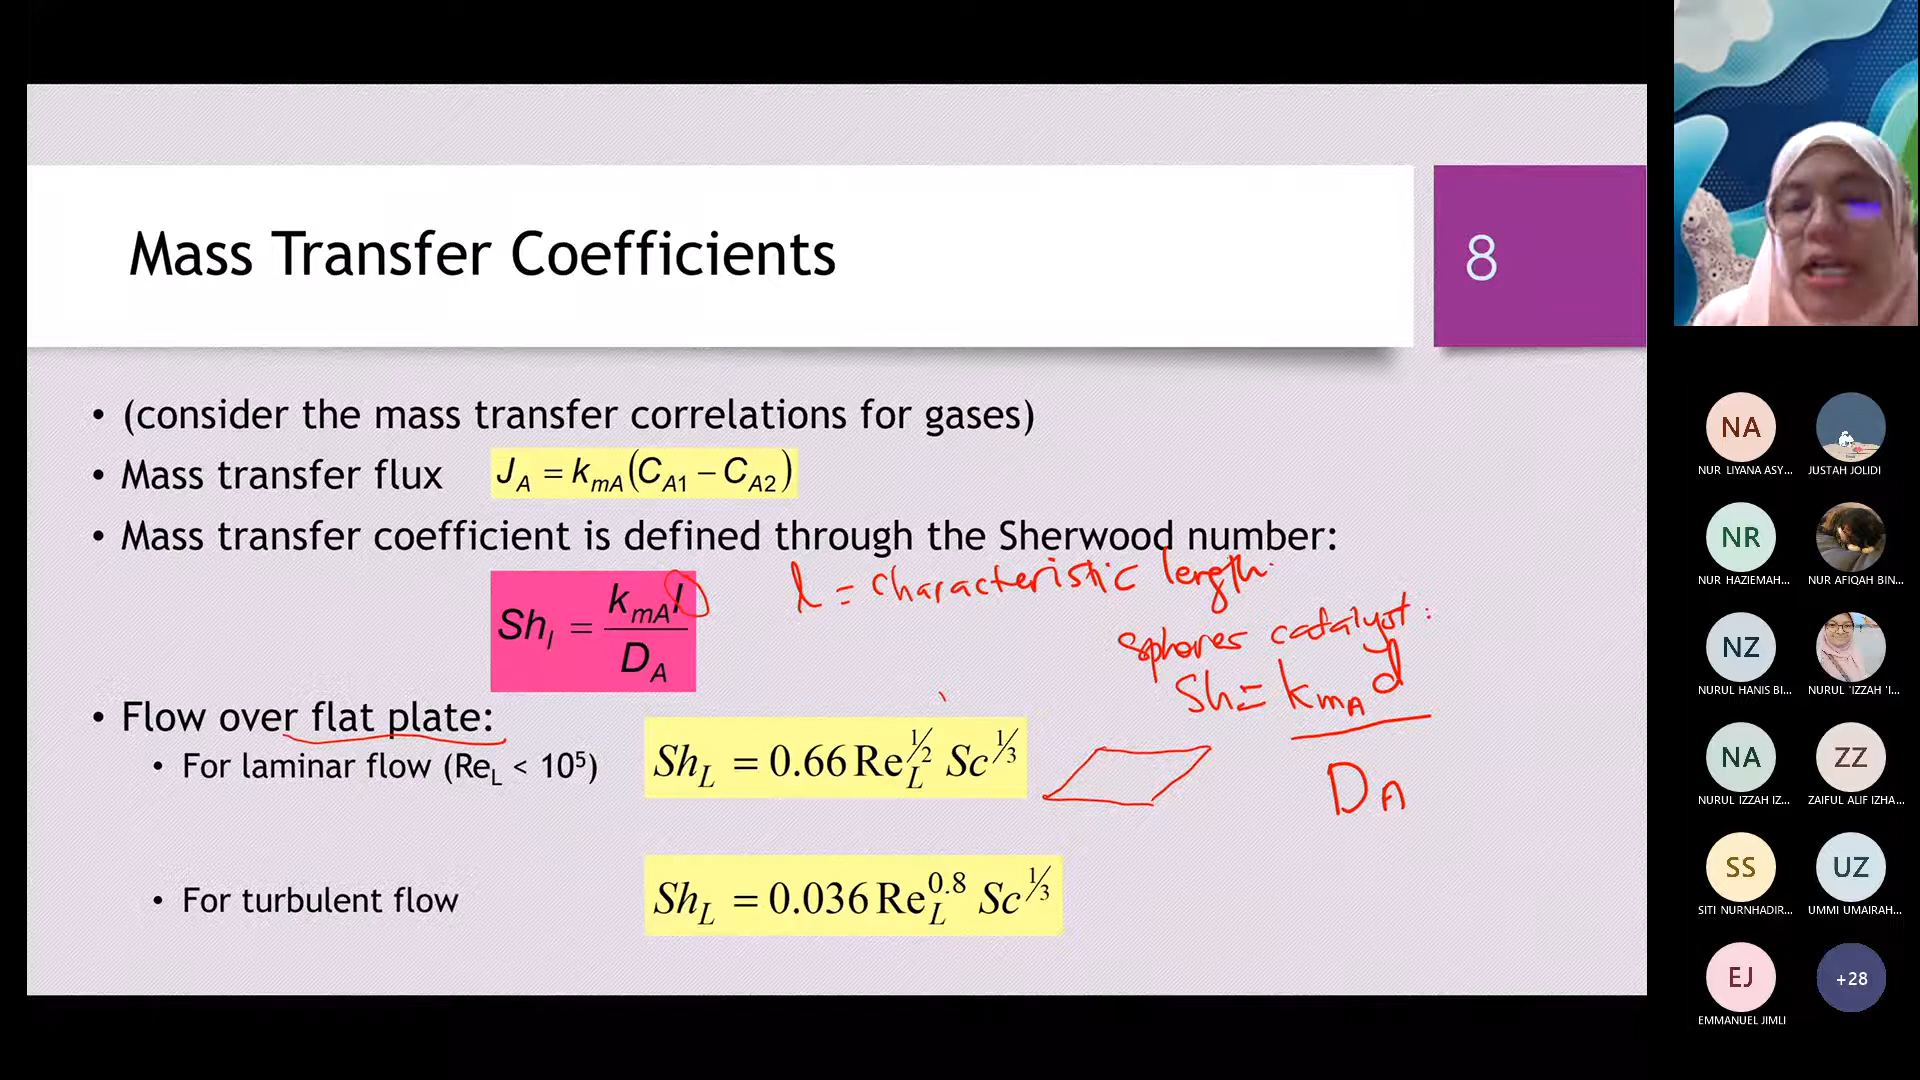 Mass Transfer Coefficients
8
• (consider the mass transfer correlations for gases)
• Mass transfer flux J_A = k_mA (C_A1 − C_A2)
• Mass transfer coefficient is defined through the Sherwood number:
Sh_l = k_mA l / D_A
l = characteristic length.
spheres catalyst:
Sh = k_mA d / D_A
• Flow over flat plate:
• For laminar flow (Re_L < 10⁵) Sh_L = 0.66 Re_L^½ Sc^⅓
• For turbulent flow Sh_L = 0.036 Re_L^0.8 Sc^⅓
NA
NUR LIYANA ASY...
JUSTAH JOLIDI
NR
NUR HAZIEMAH...
NUR AFIQAH BIN...
NZ
NURUL HANIS BI...
NURUL 'IZZAH 'I...
NA
NURUL IZZAH IZ...
ZZ
ZAIFUL ALIF IZHA...
SS
SITI NURNHADIR...
UZ
UMMI UMAIRAH...
EJ
EMMANUEL JIMLI
+28